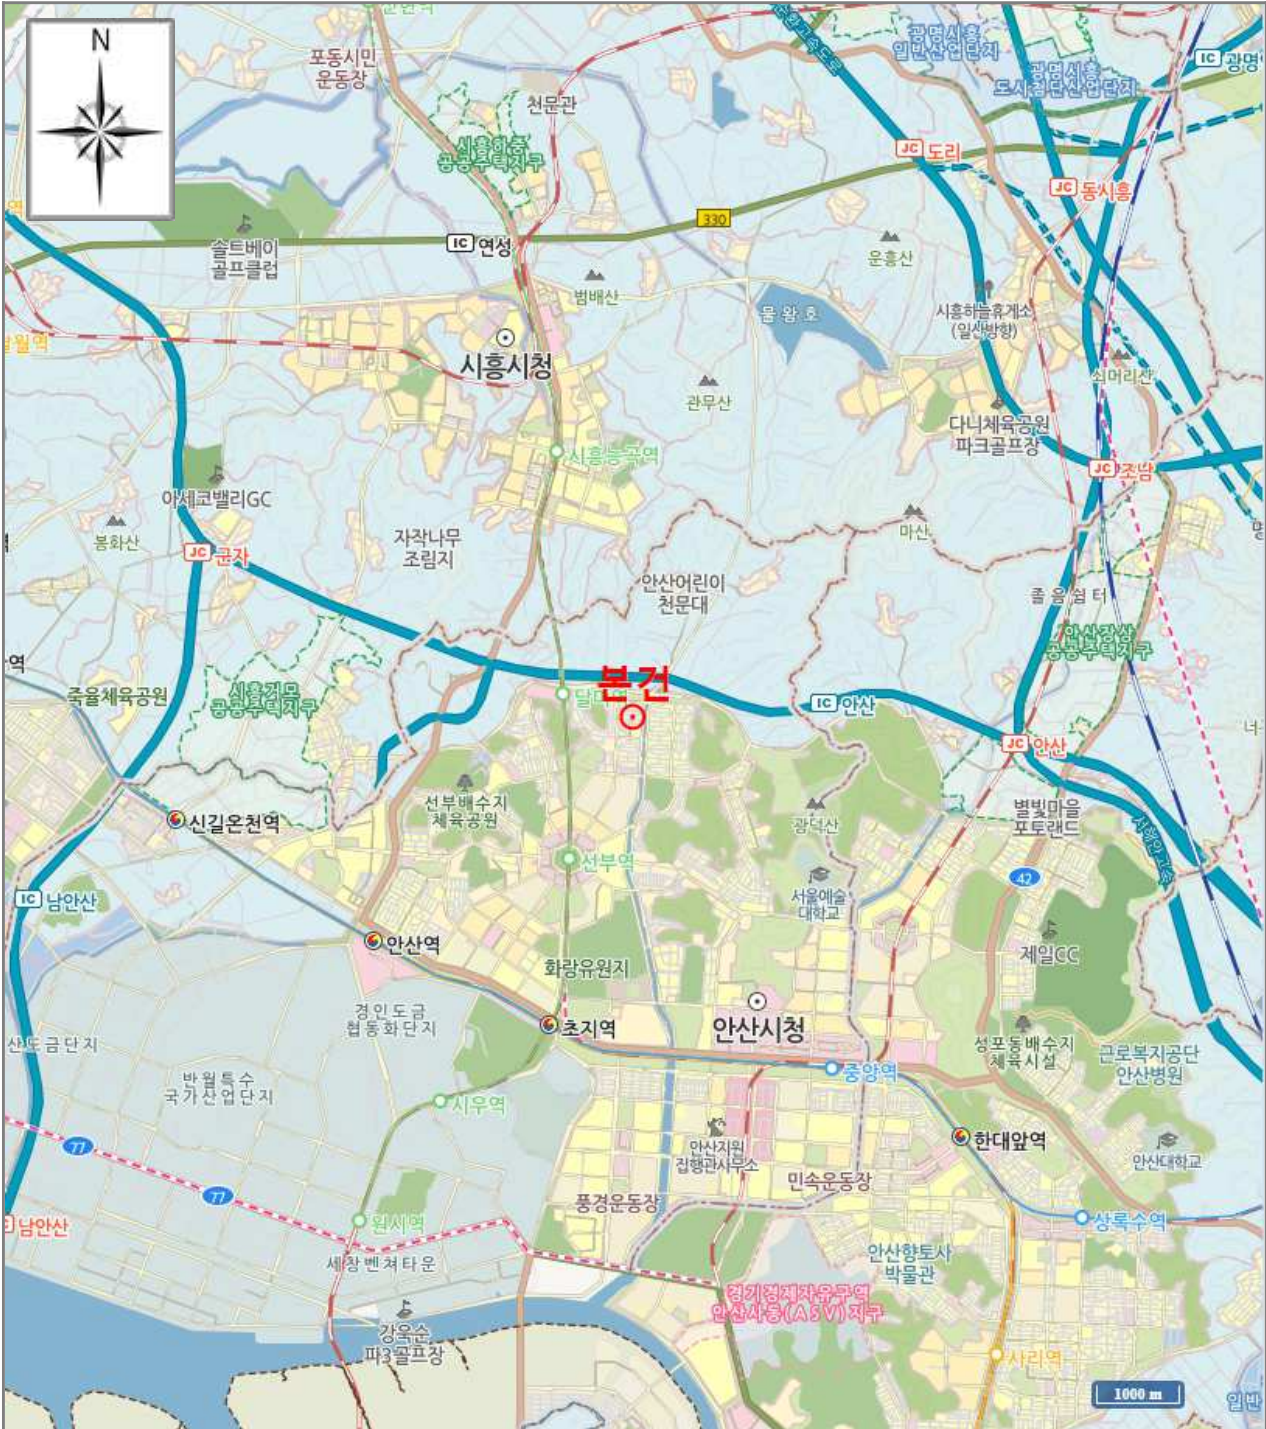 N
포동시민
운동장
천문관
시흥하중
공공주택지구
광명시흥
일반산업단지
광명시흥
도시첨단산업단지
IC 광명
JC 도리
JC 동시흥
330
솔트베이
골프클럽
IC 연성
범배산
운흥산
물왕호
시흥하늘휴게소
(일산방향)
시흥시청
쇠머리산
관무산
다니체육공원
파크골프장
시흥능곡역
JC 조남
아세코밸리GC
봉화산
JC 군자
자작나무
조림지
마산
안산어린이
천문대
졸음쉼터
안산장상
공공주택지구
죽율체육공원
시흥거모
공공주택지구
본건
IC 안산
JC 안산
선부배수지
체육공원
광덕산
별빛마을
포토랜드
서해안고속
신길온천역
선부역
서울예술
대학교
42
IC 남안산
안산역
화랑유원지
제일CC
경인도금
협동화단지
초지역
안산시청
성포동배수지
체육시설
근로복지공단
안산병원
산도금단지
반월특수
국가산업단지
중앙역
시우역
77
안산지원
집행관사무소
한대앞역
안산대학교
77
민속운동장
풍경운동장
남안산
원시역
상록수역
세창벤쳐타운
안산향토사
박물관
경기경제자유구역
안산사동(ASV)지구
강욱순
파3골프장
사리역
1000 m
일반